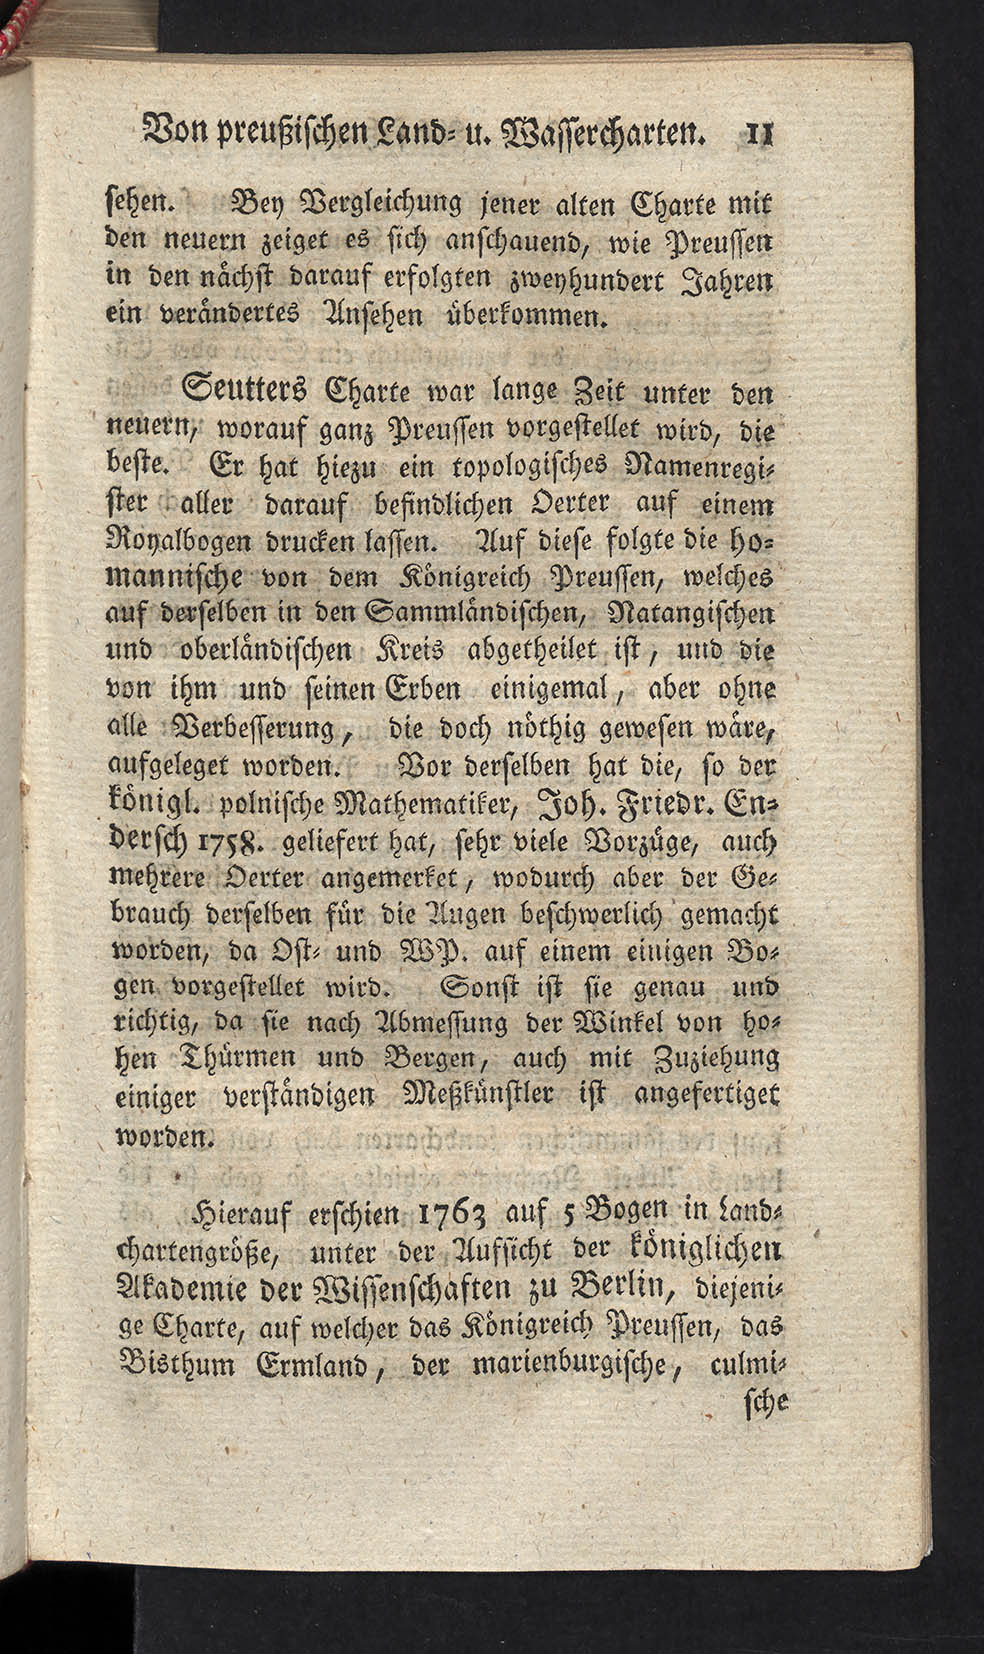 Von preußischen Land- u. Wassercharten. 11
sehen. Bey Vergleichung jener alten Charte mit
den neuern zeiget es sich anschauend, wie Preussen
in den nächst darauf erfolgten zweyhundert Jahren
ein verändertes Ansehen überkommen.
Seutters Charte war lange Zeit unter den
neuern, worauf ganz Preussen vorgestellet wird, die
beste. Er hat hiezu ein topologisches Namenregi-
ster aller darauf befindlichen Oerter auf einem
Royalbogen drucken lassen. Auf diese folgte die ho-
mannische von dem Königreich Preussen, welches
auf derselben in den Sammländischen, Natangischen
und oberländischen Kreis abgetheilet ist, und die
von ihm und seinen Erben einigemal, aber ohne
alle Verbesserung, die doch nöthig gewesen wäre,
aufgeleget worden. Vor derselben hat die, so der
königl. polnische Mathematiker, Joh. Friedr. En-
dersch 1758. geliefert hat, sehr viele Vorzüge, auch
mehrere Oerter angemerket, wodurch aber der Ge-
brauch derselben für die Augen beschwerlich gemacht
worden, da Ost- und WP. auf einem einigen Bo-
gen vorgestellet wird. Sonst ist sie genau und
richtig, da sie nach Abmessung der Winkel von ho-
hen Thürmen und Bergen, auch mit Zuziehung
einiger verständigen Meßkünstler ist angefertiget
worden.
Hierauf erschien 1763 auf 5 Bogen in Land-
chartengröße, unter der Aufsicht der königlichen
Akademie der Wissenschaften zu Berlin, diejeni-
ge Charte, auf welcher das Königreich Preussen, das
Bisthum Ermland, der marienburgische, culmi-
sche